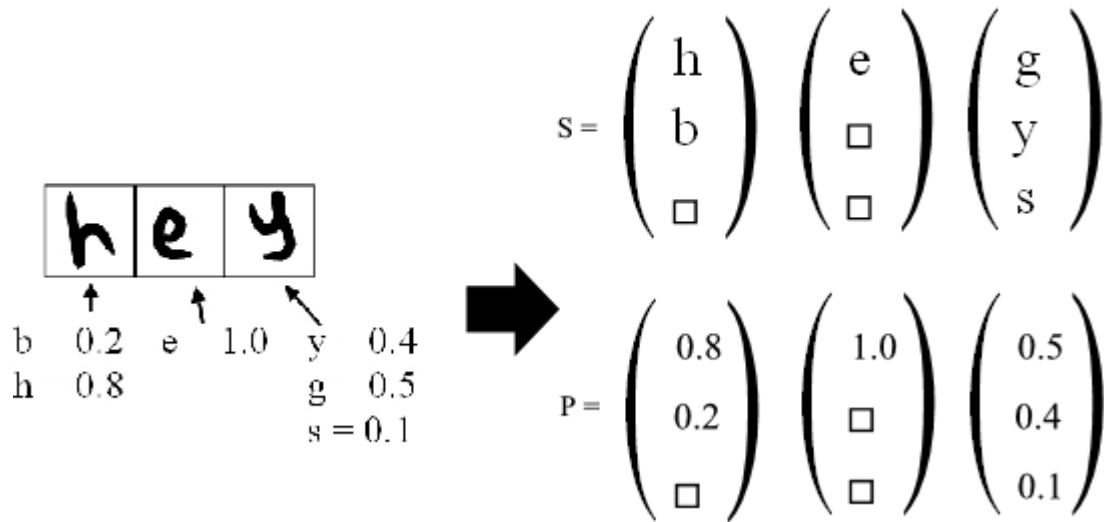 hey
b 0.2 e 1.0 y 0.4
h 0.8 g 0.5
s = 0.1
S = h e g
b □ y
□ □ s
P = 0.8 1.0 0.5
0.2 □ 0.4
□ □ 0.1